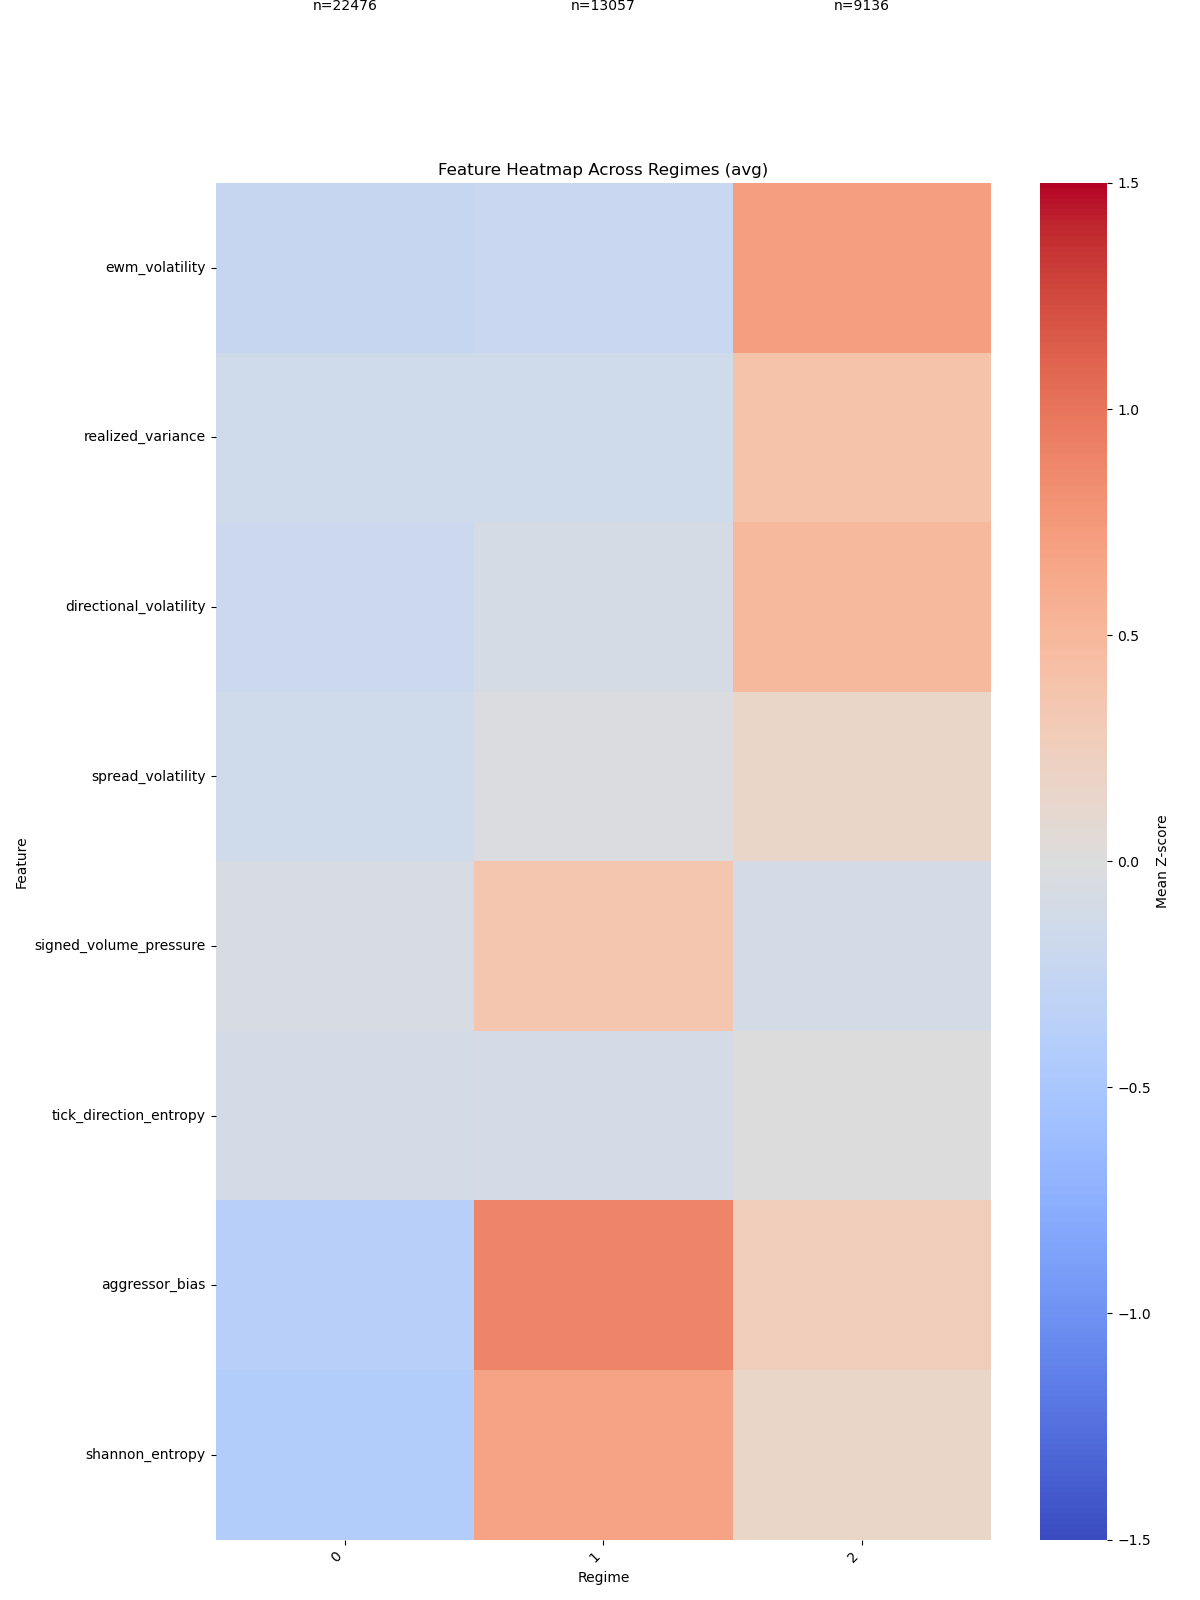 n=22476 n=13057 n=9136
Feature Heatmap Across Regimes (avg)
Feature
ewm_volatility
realized_variance
directional_volatility
spread_volatility
signed_volume_pressure
tick_direction_entropy
aggressor_bias
shannon_entropy
0 1 2
Regime
1.5
1.0
0.5
0.0
−0.5
−1.0
−1.5
Mean Z-score